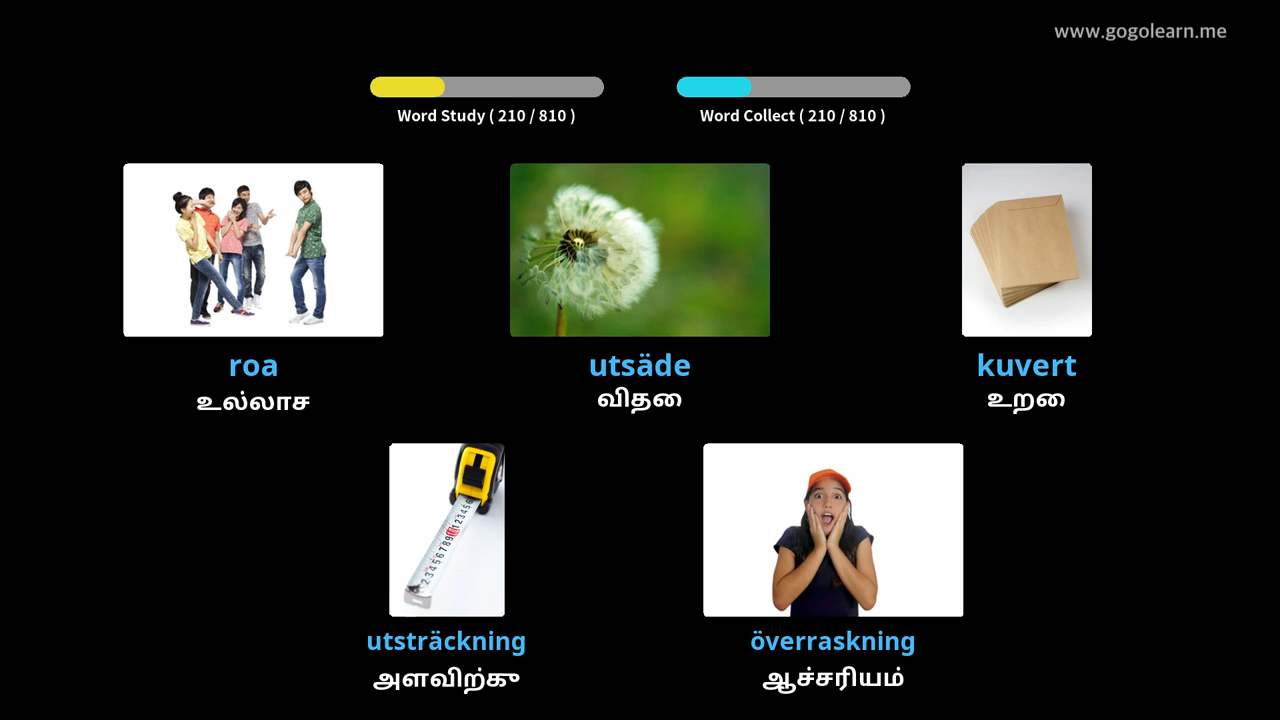 www.gogolearn.me
Word Study ( 210 / 810 )
Word Collect ( 210 / 810 )
roa
உல்லாச
utsäde
விதை
kuvert
உறை
utsträckning
அளவிற்கு
överraskning
ஆச்சரியம்